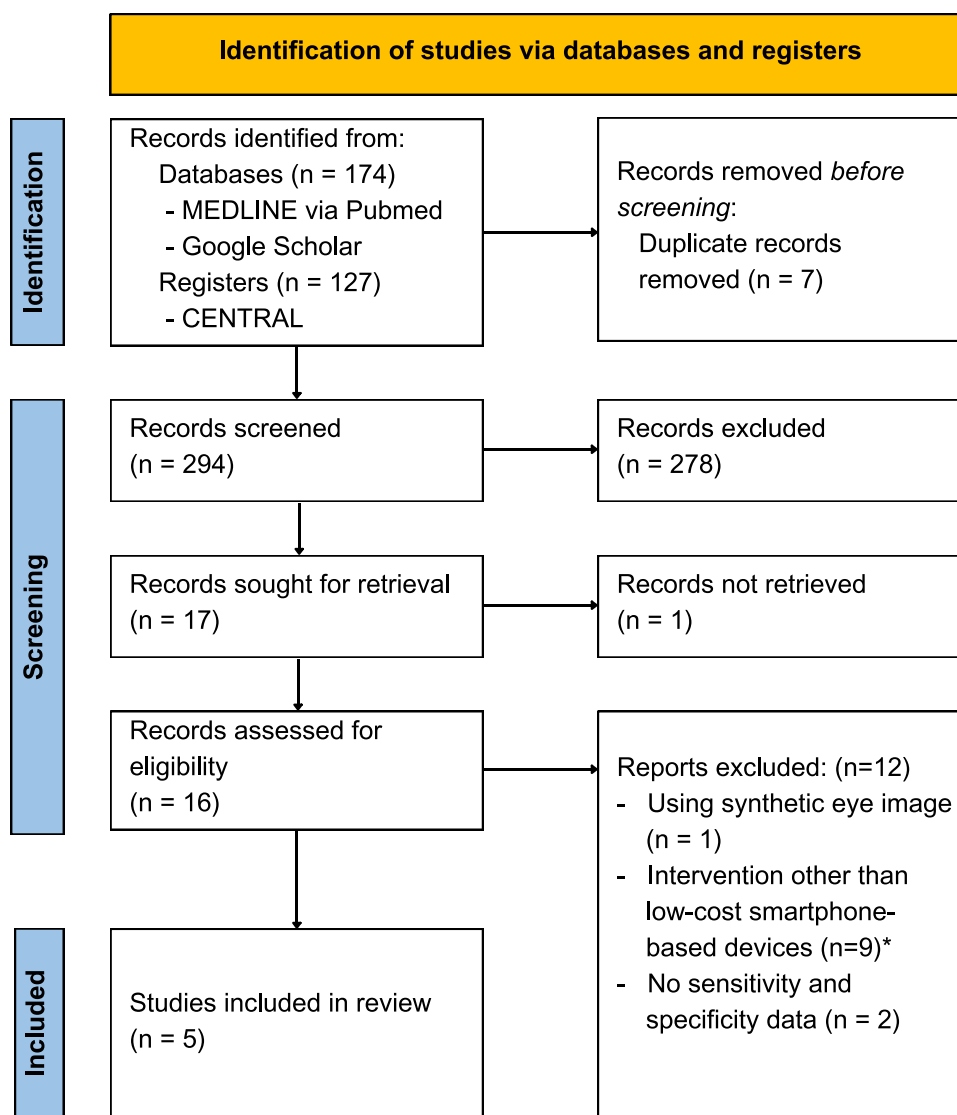 Identification of studies via databases and registers
Identification
Records identified from:
Databases (n = 174)
- MEDLINE via Pubmed
- Google Scholar
Registers (n = 127)
- CENTRAL
Records removed before
screening:
Duplicate records
removed (n = 7)
Screening
Records screened
(n = 294)
Records excluded
(n = 278)
Records sought for retrieval
(n = 17)
Records not retrieved
(n = 1)
Records assessed for
eligibility
(n = 16)
Reports excluded: (n=12)
- Using synthetic eye image
(n = 1)
- Intervention other than
low-cost smartphone-
based devices (n=9)*
- No sensitivity and
specificity data (n = 2)
Included
Studies included in review
(n = 5)